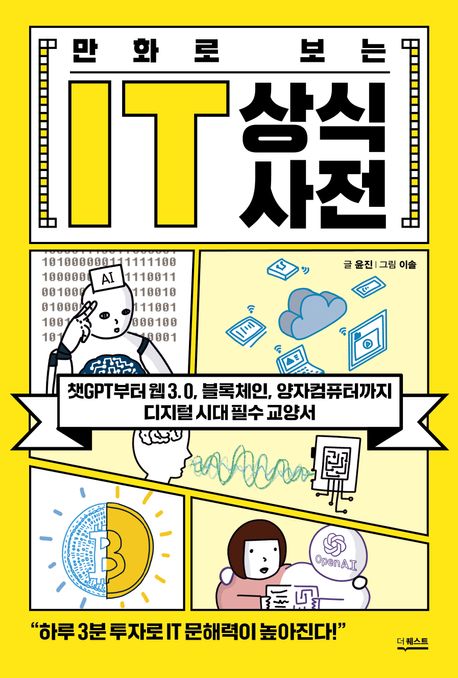 만화로 보는
IT 상식
사전
글 윤진 | 그림 이솔
AI
챗GPT부터 웹 3.0, 블록체인, 양자컴퓨터까지
디지털 시대 필수 교양서
B
OpenAI
“하루 3분 투자로 IT 문해력이 높아진다!”
더 퀘스트